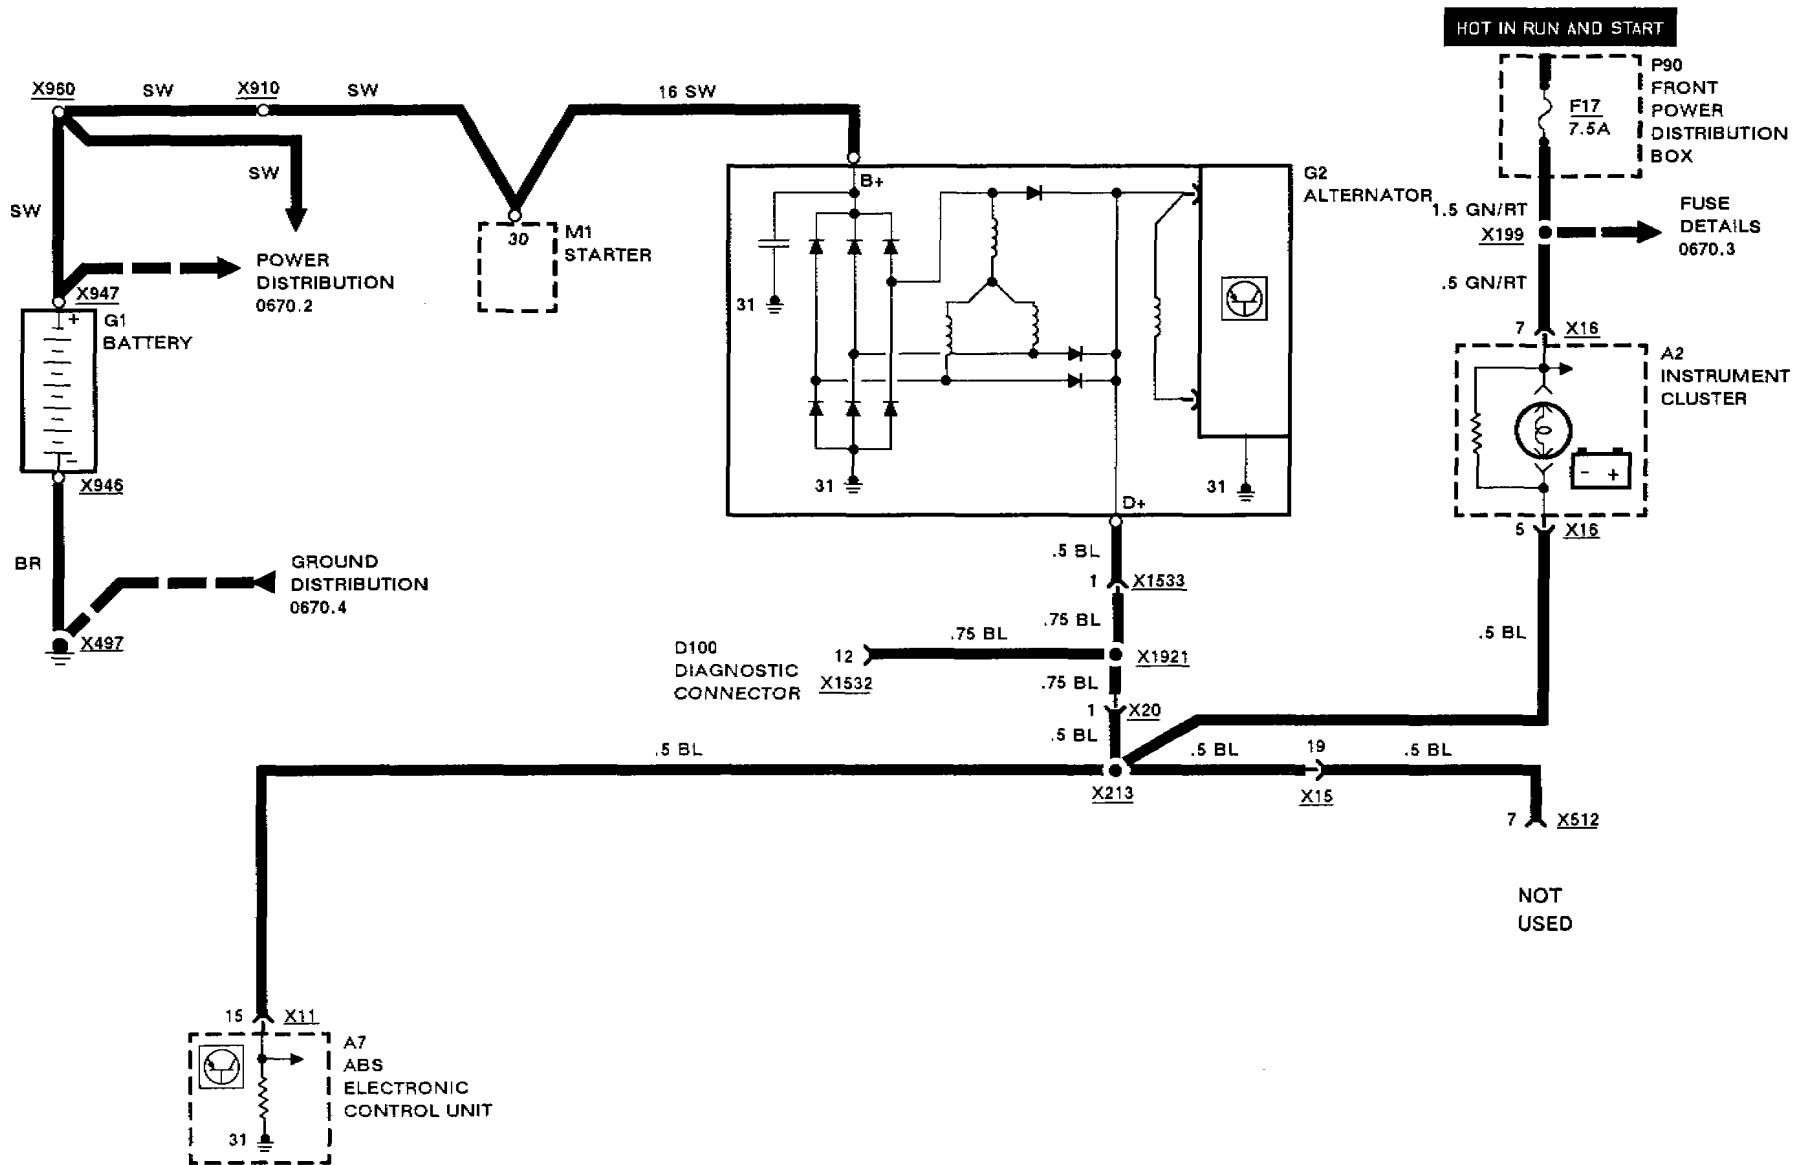 HOT IN RUN AND START
P90
FRONT
POWER
DISTRIBUTION
BOX
F17
7.5A
X960
SW
X910
SW
16 SW
SW
SW
B+
G2
ALTERNATOR
1.5 GN/RT
X199
FUSE
DETAILS
0670.3
30
M1
STARTER
POWER
DISTRIBUTION
0670.2
X947
31
.5 GN/RT
+
G1
BATTERY
7
X16
A2
INSTRUMENT
CLUSTER
-
X946
31
31
D+
- +
5
X16
BR
GROUND
DISTRIBUTION
0670.4
X497
.5 BL
1
X1533
.75 BL
.75 BL
D100
DIAGNOSTIC
CONNECTOR
12
X1532
X1921
.75 BL
1
X20
.5 BL
.5 BL
.5 BL
X213
.5 BL
19
X15
.5 BL
7
X512
NOT
USED
15
X11
A7
ABS
ELECTRONIC
CONTROL UNIT
31